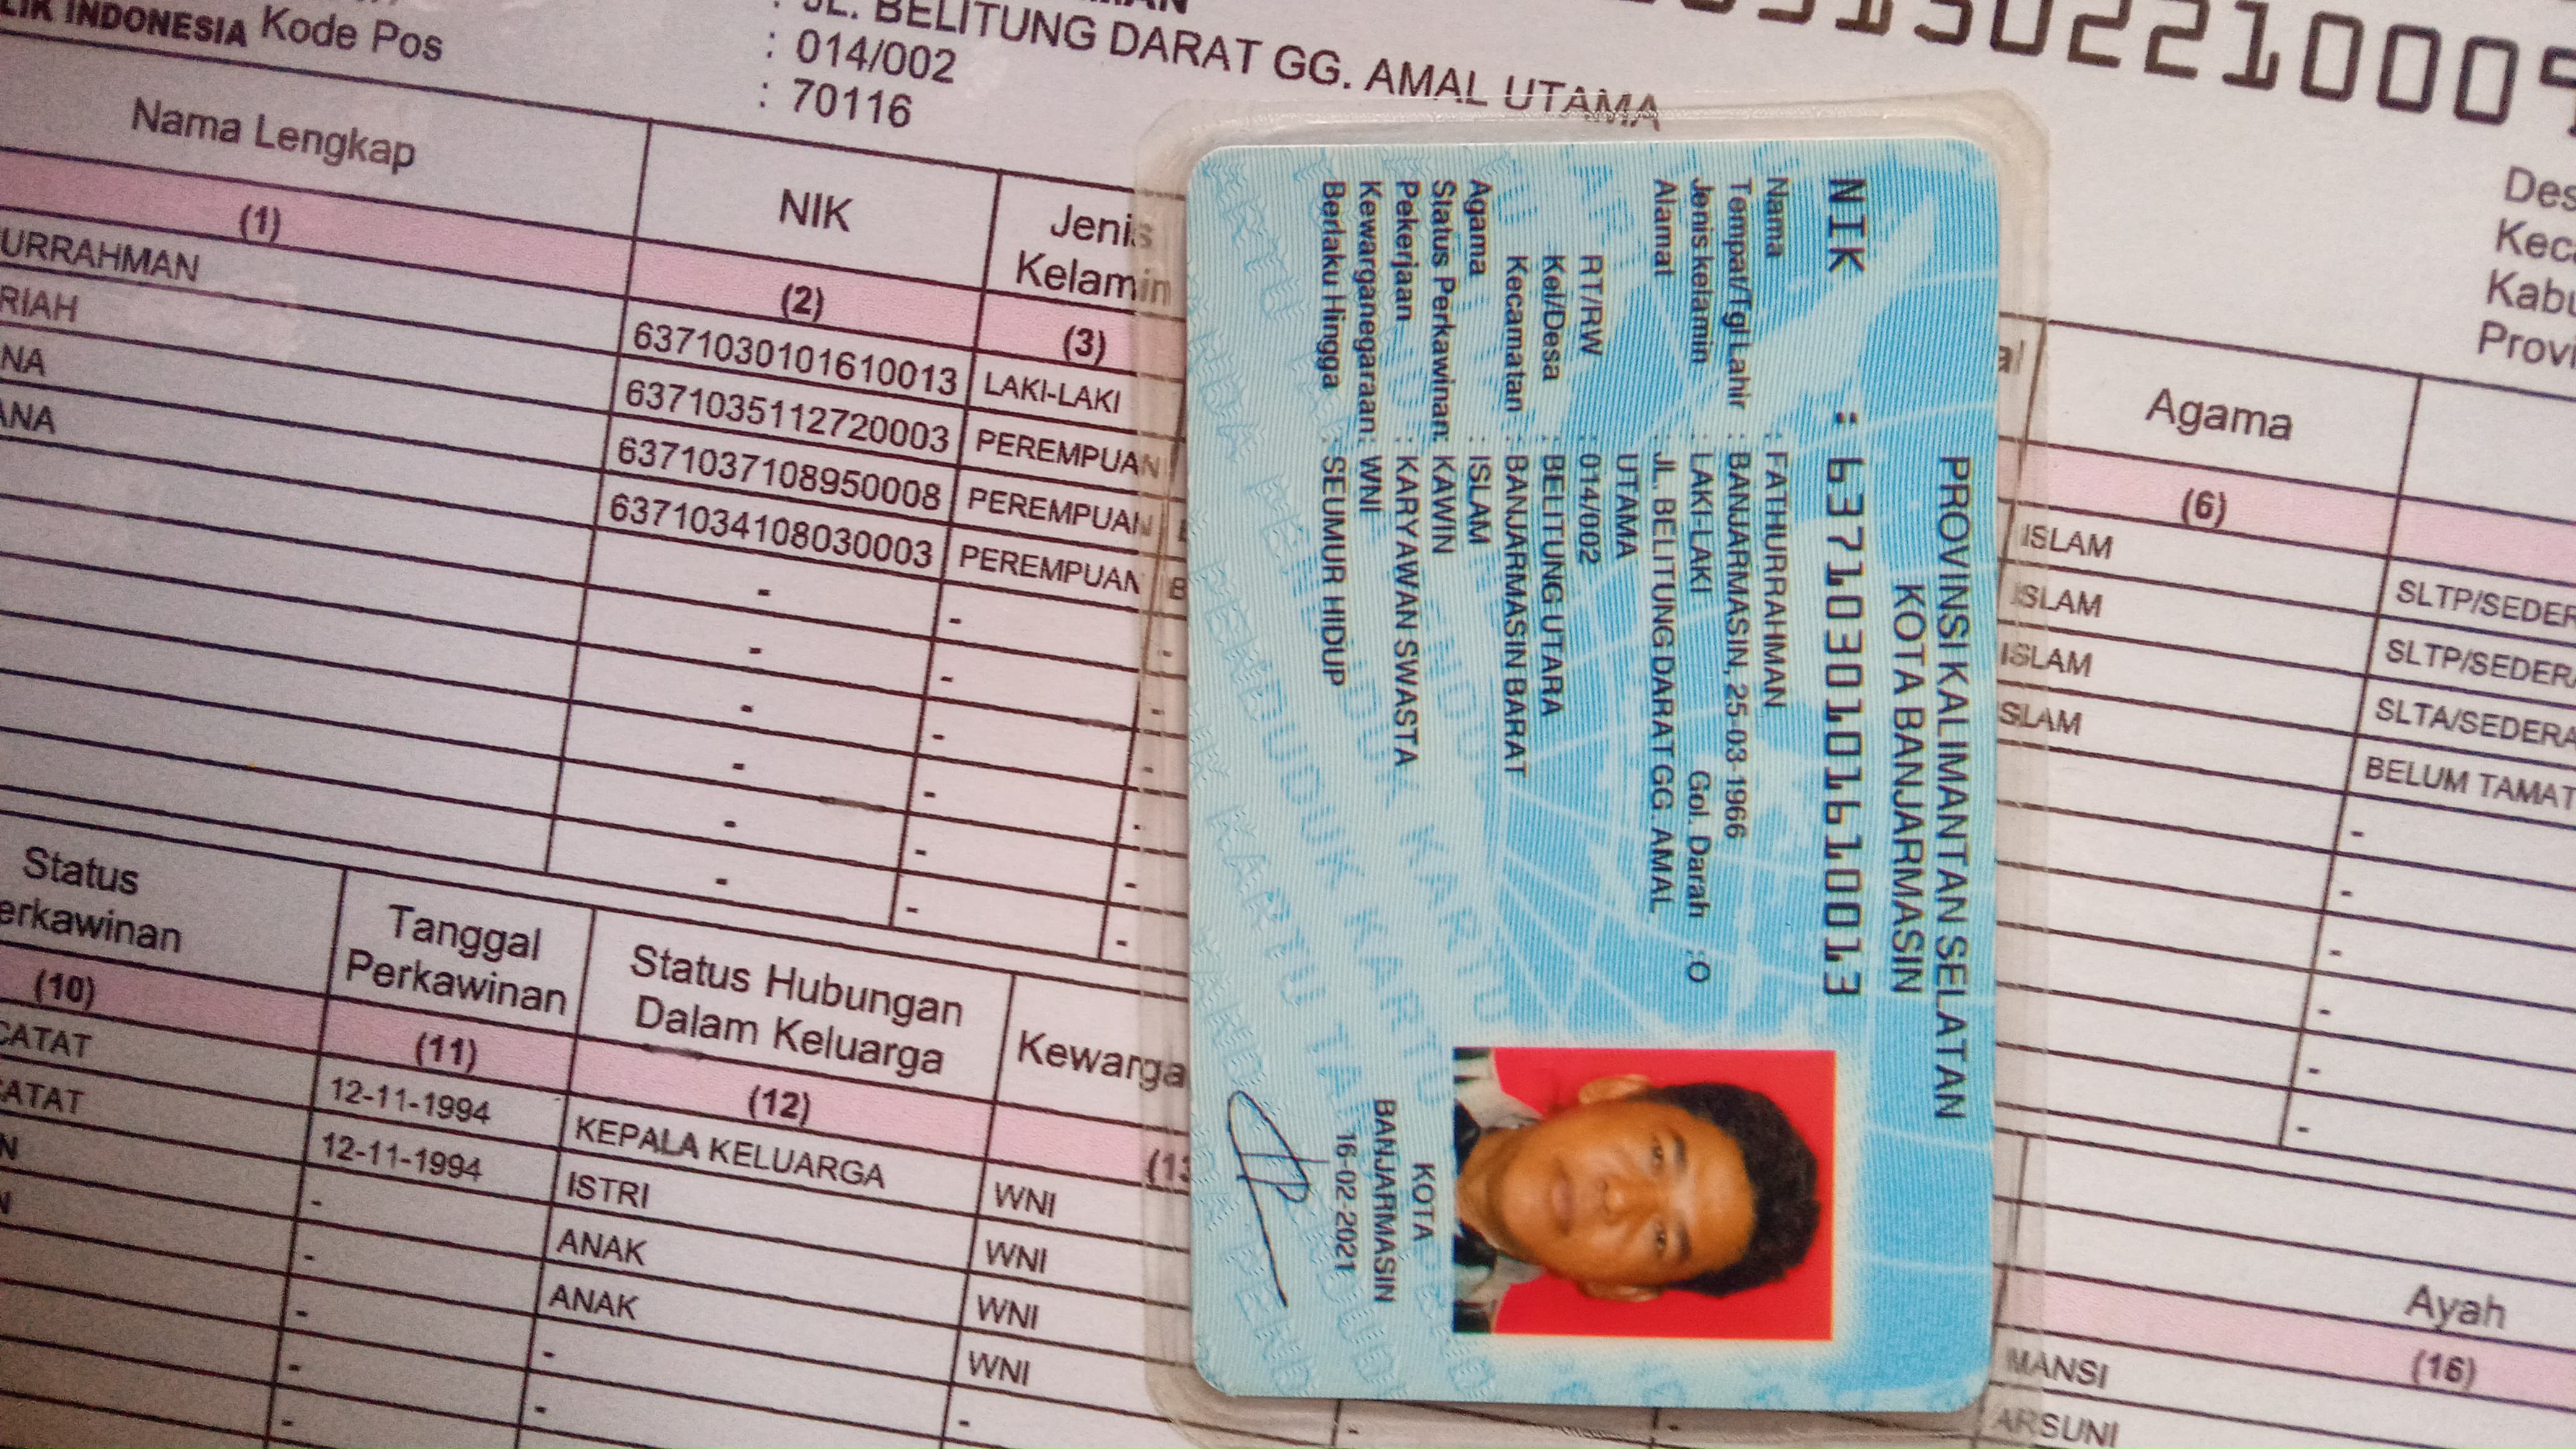 LIK INDONESIA
Kode Pos
: JL. BELITUNG DARAT GG. AMAL UTAMA
: 014/002
: 70116
Nama Lengkap
NIK
Jenis
Kelamin
Agama
(1)
(2)
(3)
(6)
URRAHMAN 6371030101610013 LAKI-LAKI ISLAM
RIAH 6371035112720003 PEREMPUAN ISLAM
NA 6371037108950008 PEREMPUAN ISLAM
ANA 6371034108030003 PEREMPUAN ISLAM
SLTP/SEDER
SLTP/SEDERA
SLTA/SEDERA
BELUM TAMAT
Des
Kec
Kabu
Provi
PROVINSI KALIMANTAN SELATAN
KOTA BANJARMASIN
NIK : 6371030101610013
Nama : FATHURRAHMAN
Tempat/Tgl Lahir : BANJARMASIN, 25-03-1966
Jenis kelamin : LAKI-LAKI Gol. Darah : O
Alamat : JL. BELITUNG DARAT GG. AMAL
UTAMA
RT/RW : 014/002
Kel/Desa : BELITUNG UTARA
Kecamatan : BANJARMASIN BARAT
Agama : ISLAM
Status Perkawinan: KAWIN
Pekerjaan : KARYAWAN SWASTA
Kewarganegaraan: WNI
Berlaku Hingga : SEUMUR HIDUP
KOTA
BANJARMASIN
16-02-2021
Status
erkawinan
Tanggal
Perkawinan
Status Hubungan
Dalam Keluarga
Kewarga
Ayah
(10)
(11)
(12)
(13
(16)
CATAT 12-11-1994 KEPALA KELUARGA WNI
CATAT 12-11-1994 ISTRI WNI
N - ANAK WNI
N - ANAK WNI
MANSI
ARSUNI